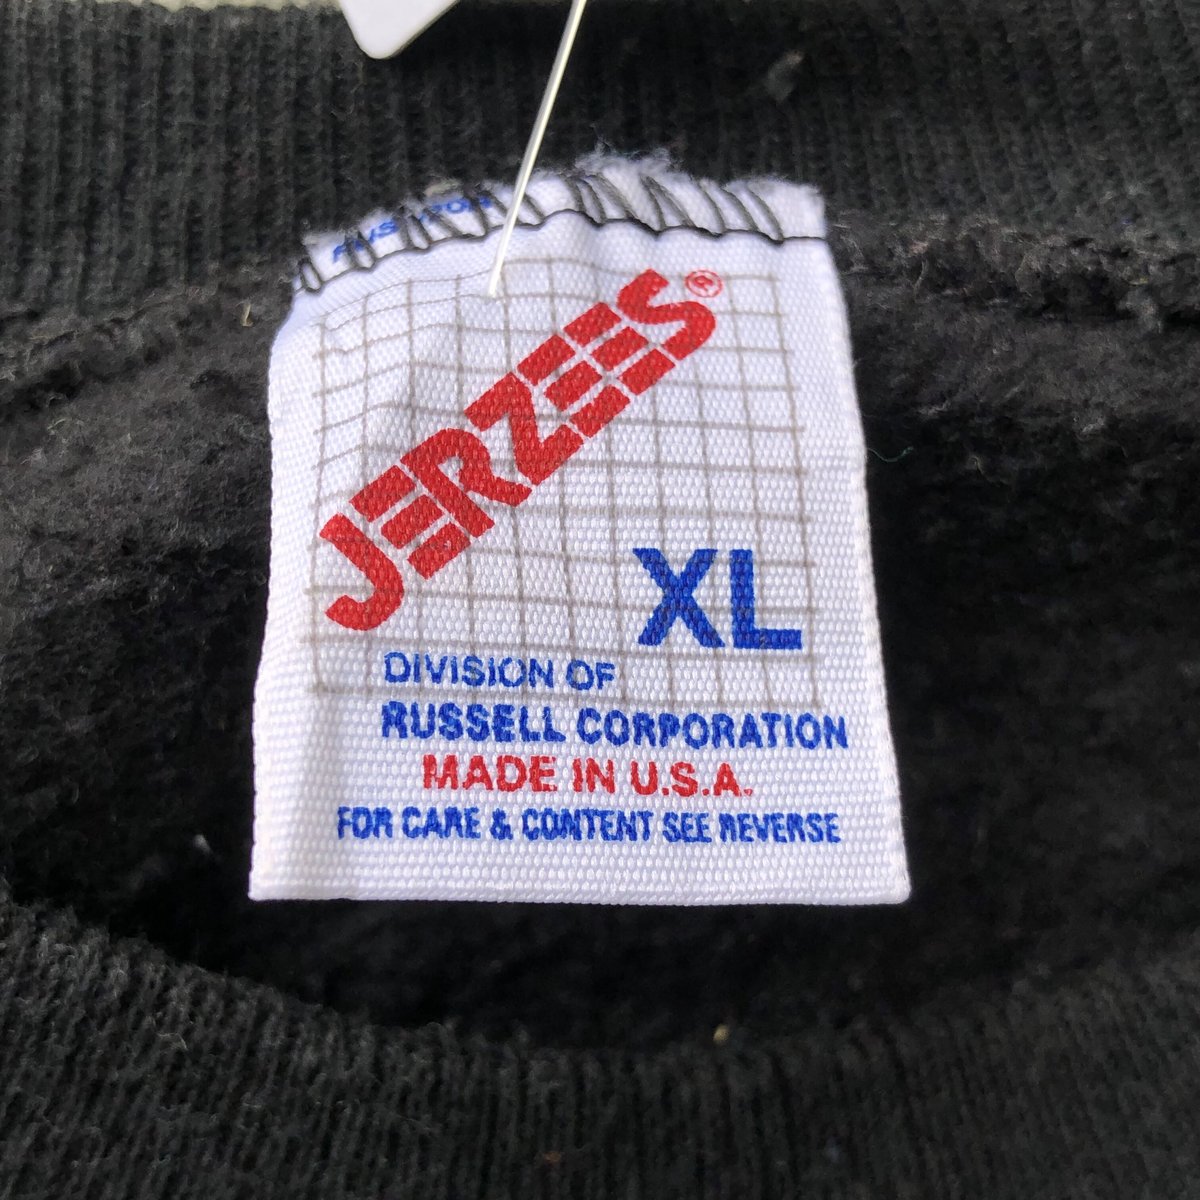 JERZEES®
XL
DIVISION OF
RUSSELL CORPORATION
MADE IN U.S.A.
FOR CARE & CONTENT SEE REVERSE